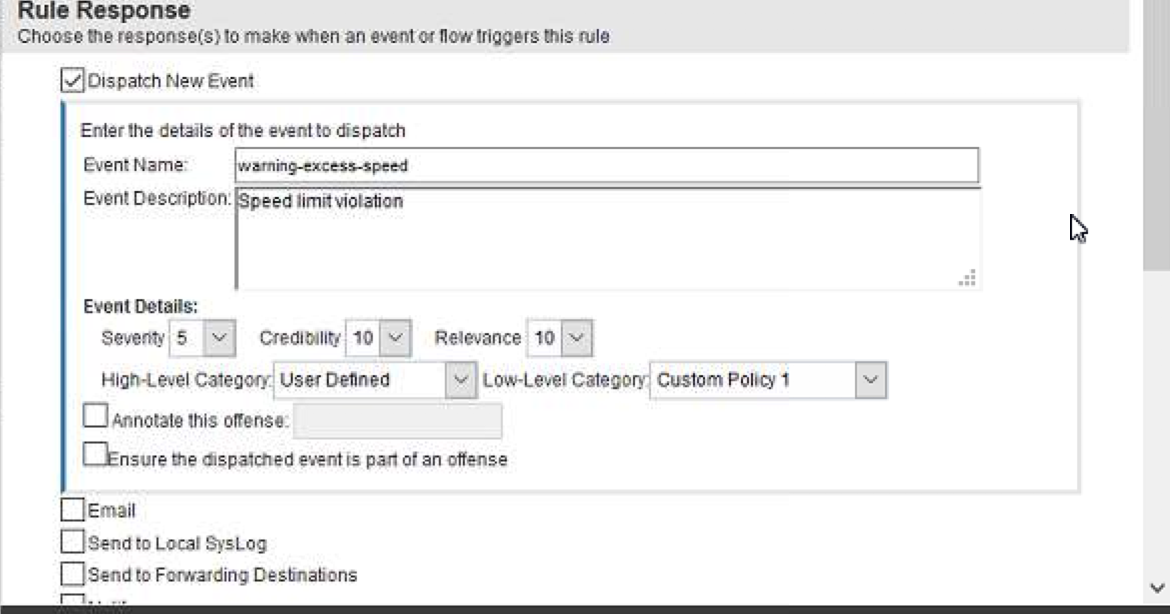 Rule Response
Choose the response(s) to make when an event or flow triggers this rule
Dispatch New Event
Enter the details of the event to dispatch
Event Name: warning-excess-speed
Event Description: Speed limit violation
Event Details:
Severity 5 Credibility 10 Relevance 10
High-Level Category: User Defined Low-Level Category: Custom Policy 1
Annotate this offense:
Ensure the dispatched event is part of an offense
Email
Send to Local SysLog
Send to Forwarding Destinations